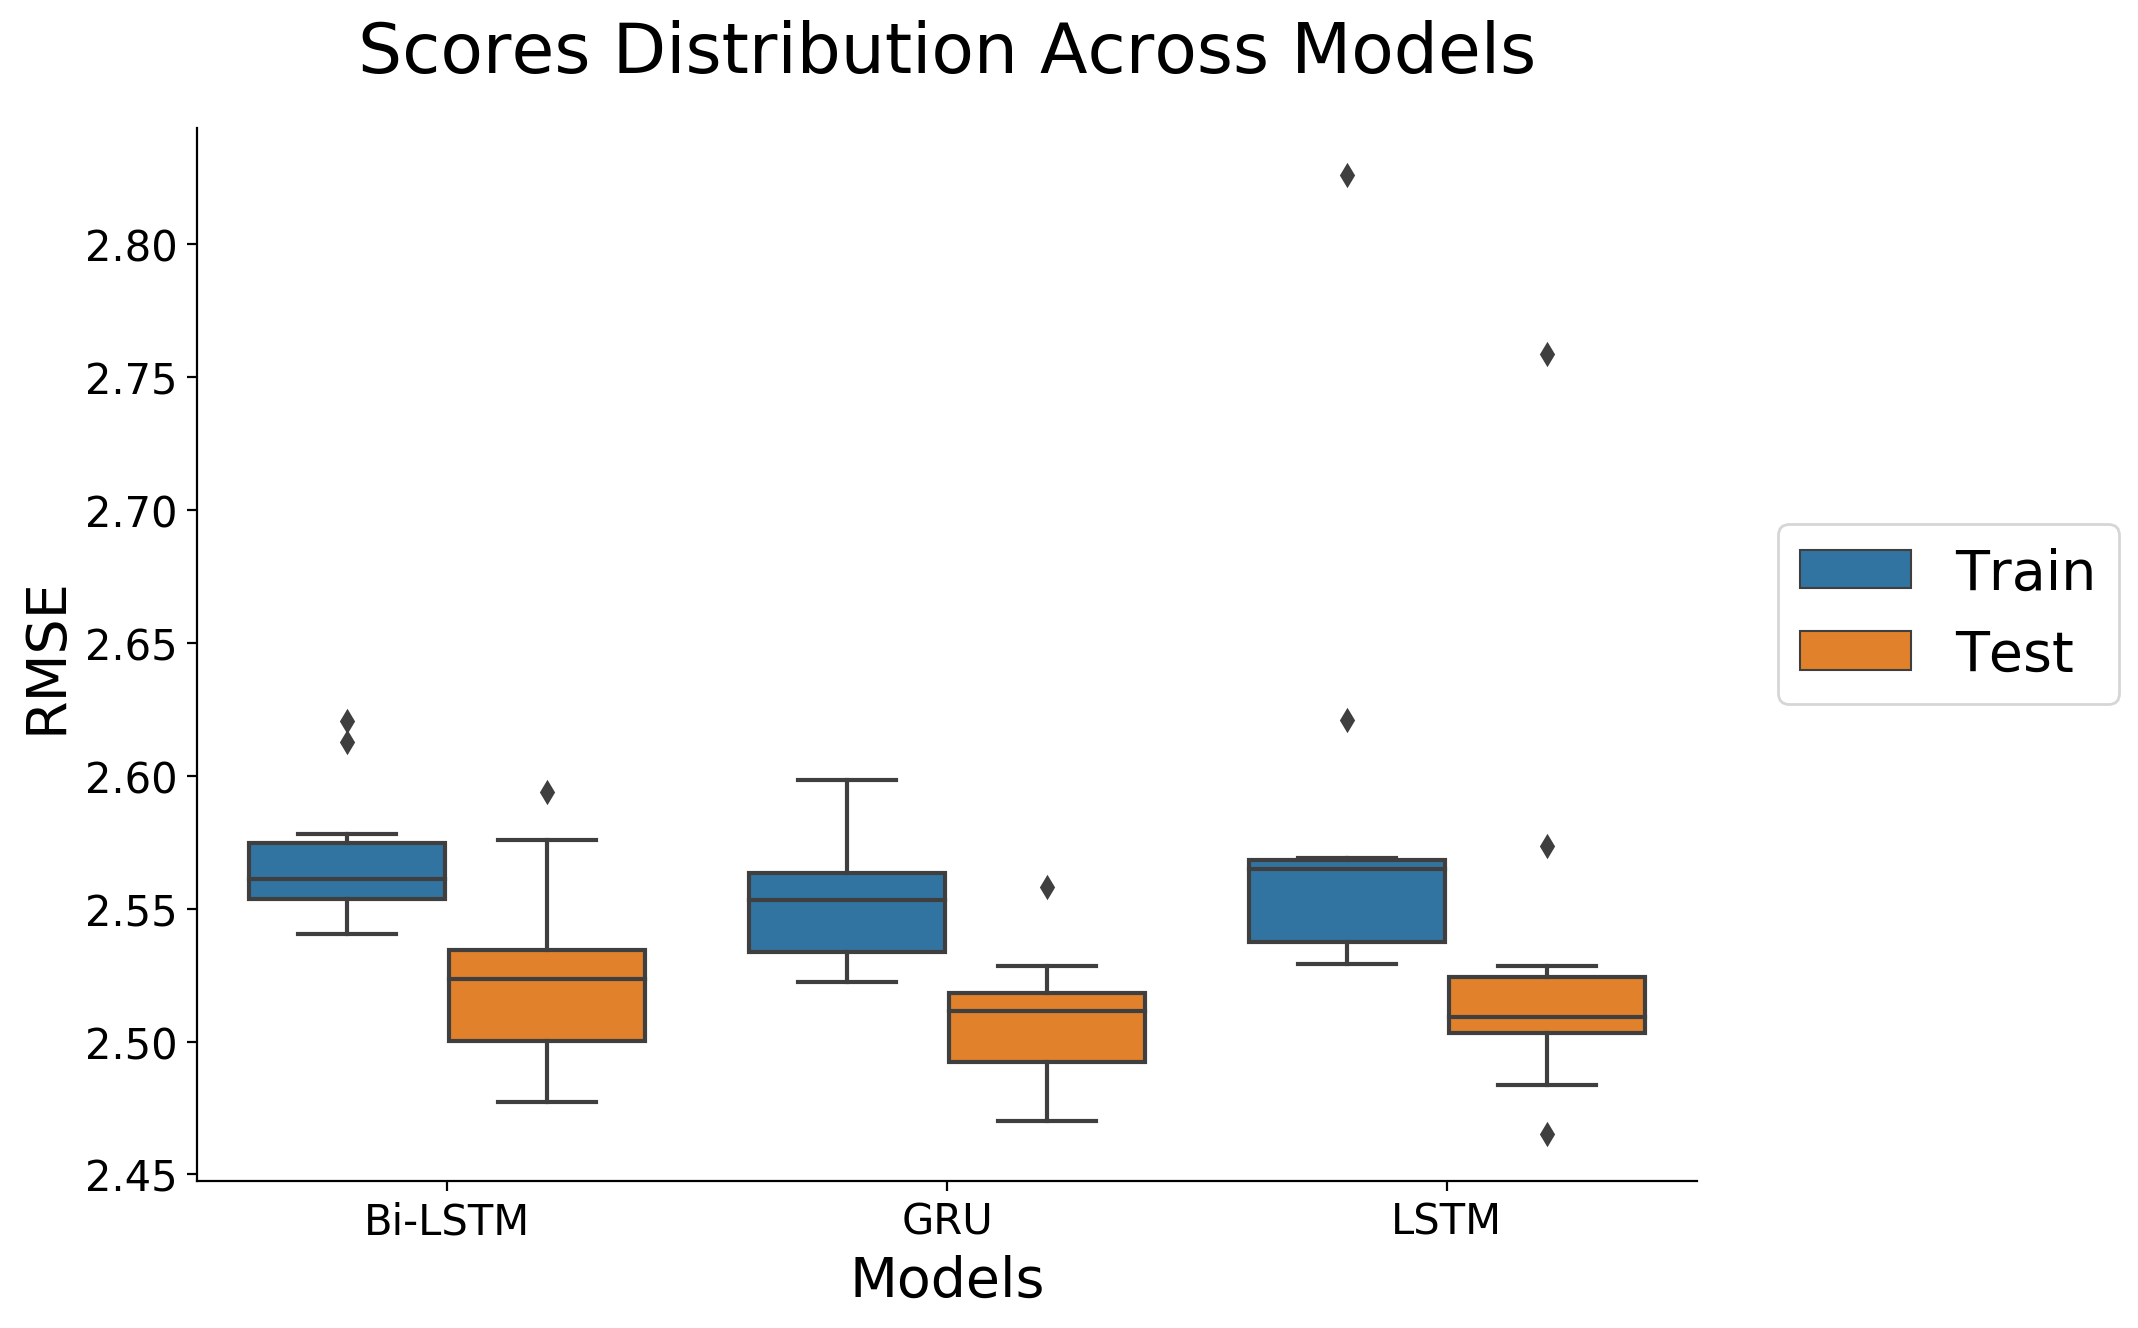 Scores Distribution Across Models
2.80
2.75
2.70
2.65
2.60
2.55
2.50
2.45
RMSE
Bi-LSTM
GRU
LSTM
Models
Train
Test